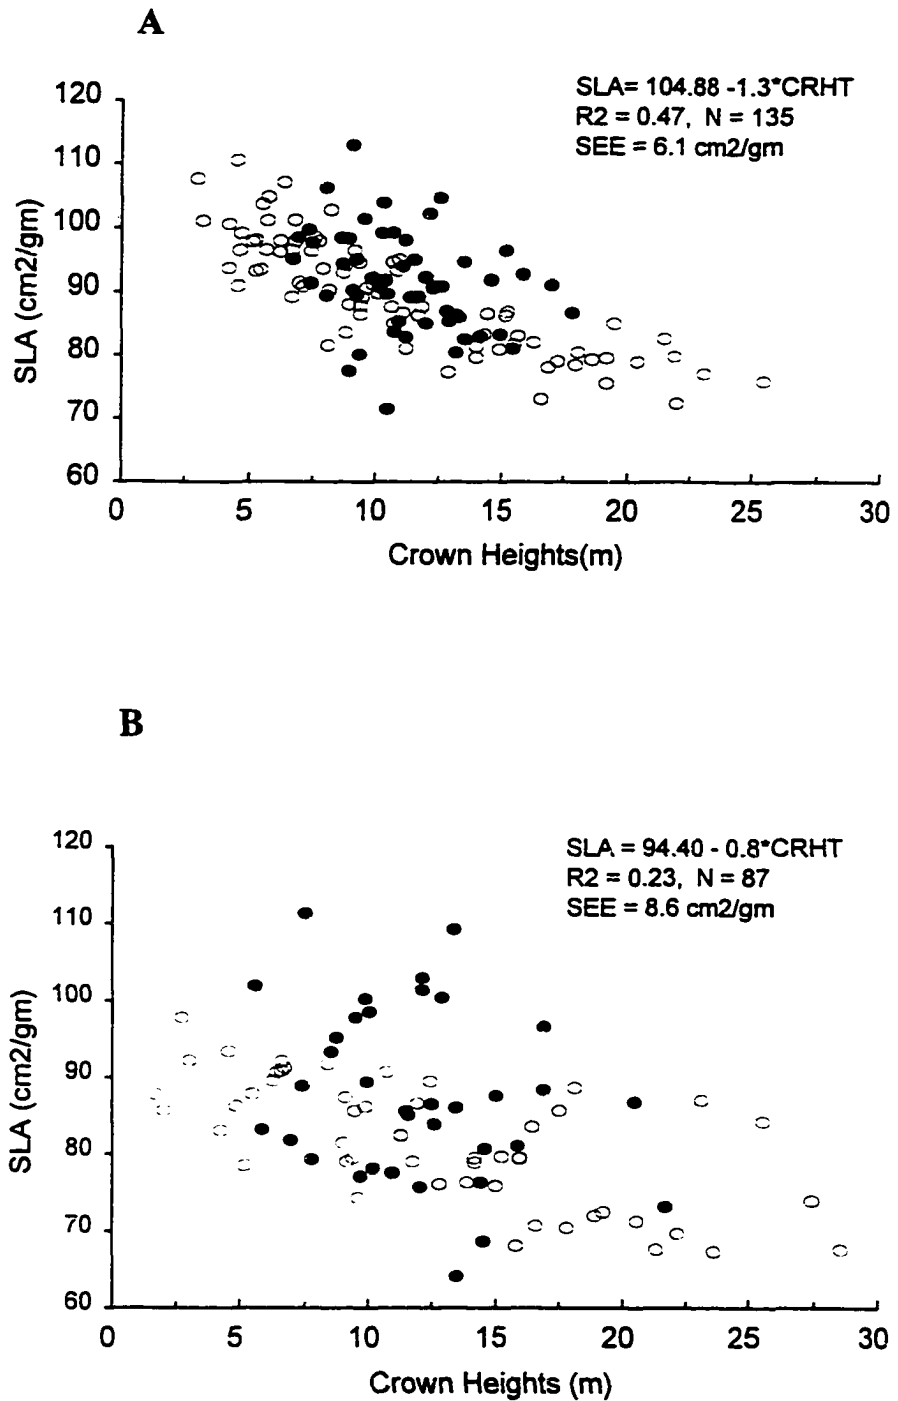 A
SLA= 104.88 -1.3*CRHT
R2 = 0.47, N = 135
SEE = 6.1 cm2/gm
120
110
100
90
80
70
60
SLA (cm2/gm)
0 5 10 15 20 25 30
Crown Heights(m)
B
SLA = 94.40 - 0.8*CRHT
R2 = 0.23, N = 87
SEE = 8.6 cm2/gm
120
110
100
90
80
70
60
SLA (cm2/gm)
0 5 10 15 20 25 30
Crown Heights (m)